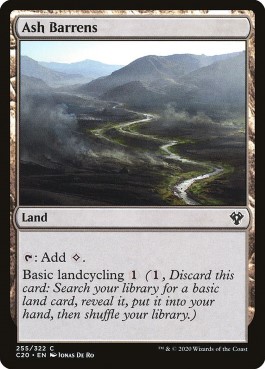 Ash Barrens
Land
: Add .
Basic landcycling 1 (1, Discard this
card: Search your library for a basic
land card, reveal it, put it into your
hand, then shuffle your library.)
255/322 C
C20 • EN Jonas De Ro
™ & © 2020 Wizards of the Coast